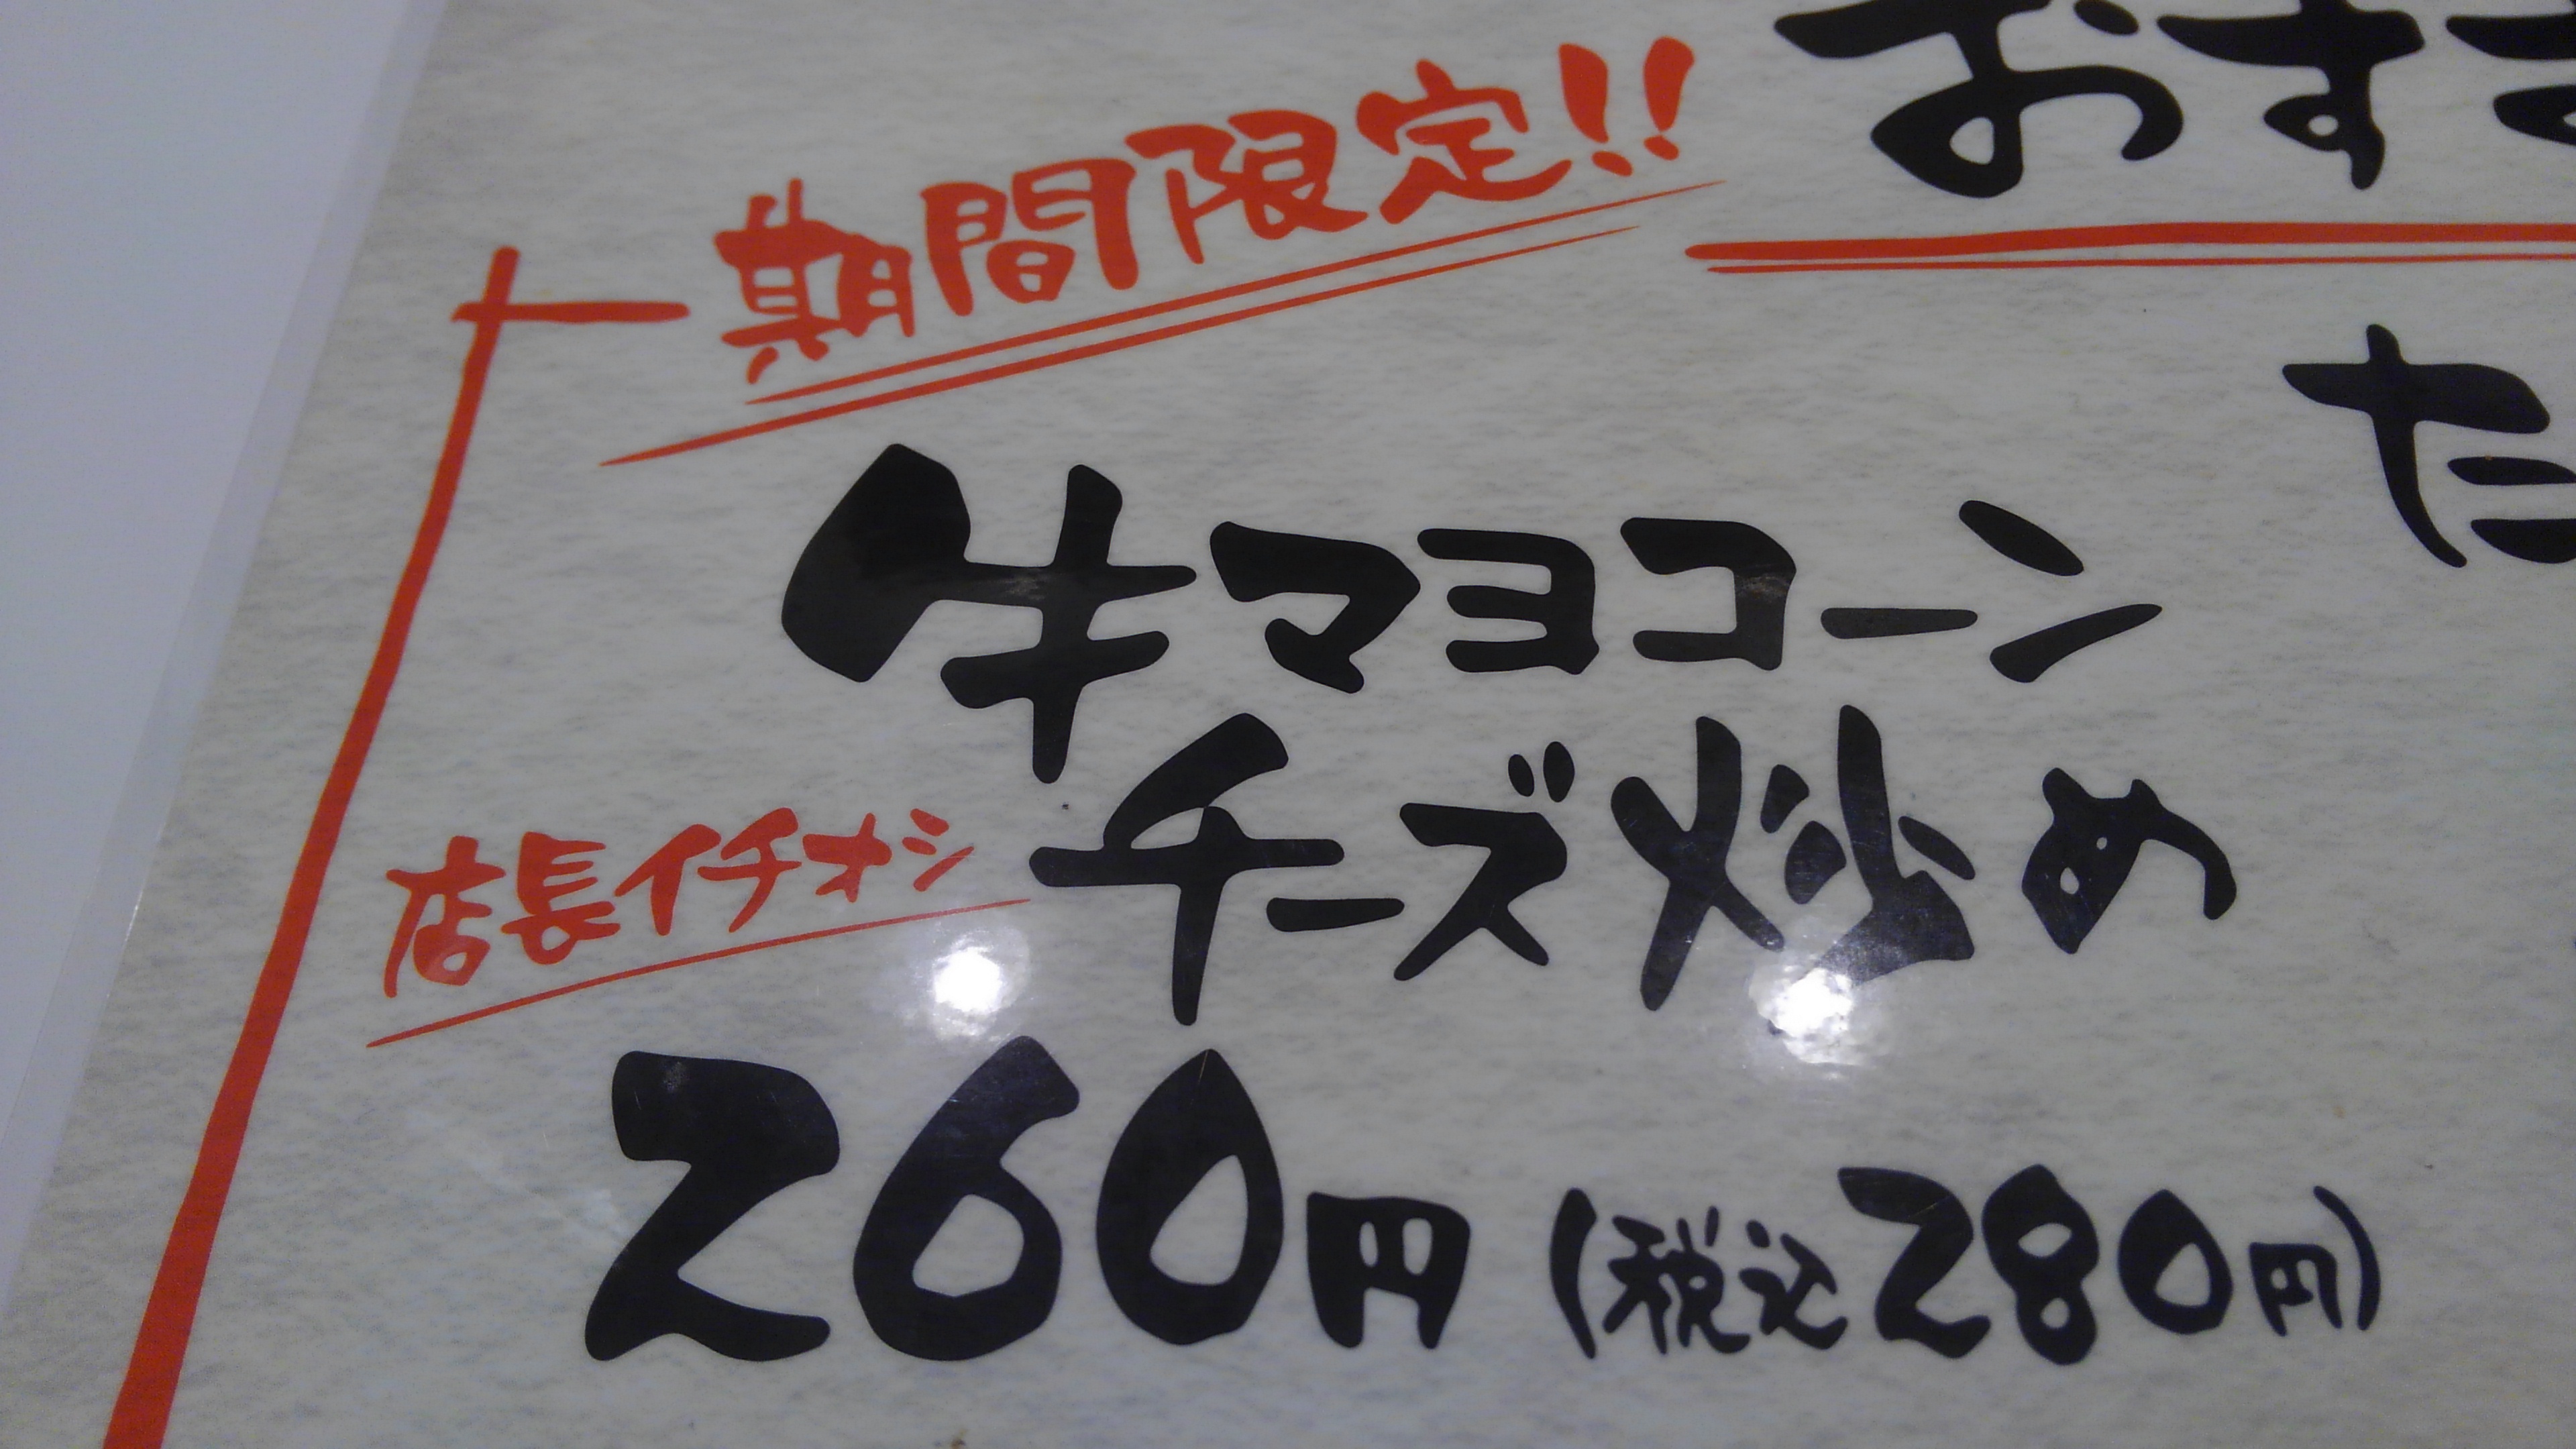 期間限定!!
おす
牛マヨコーン
チーズ炒め
店長イチオシ
260円 (税込280円)
た